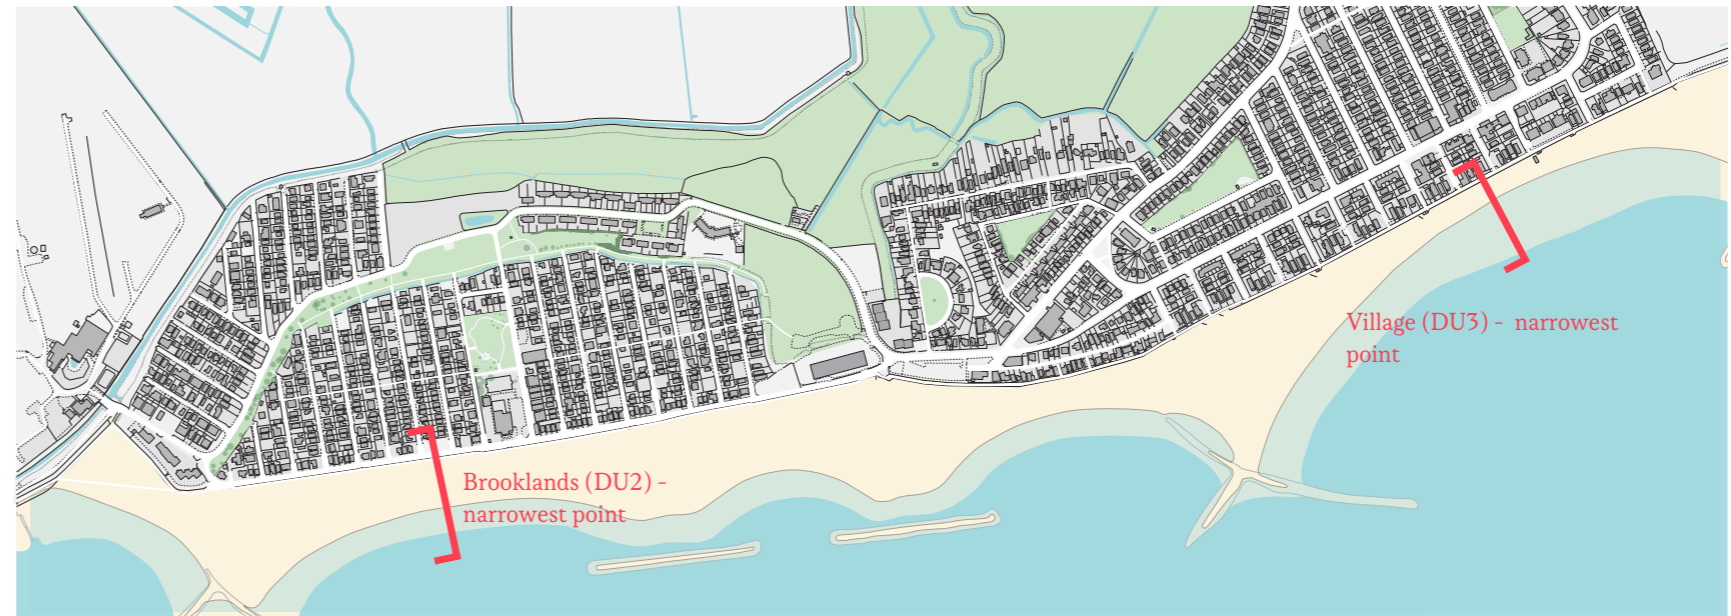 Village (DU3) - narrowest
point
Brooklands (DU2) -
narrowest point